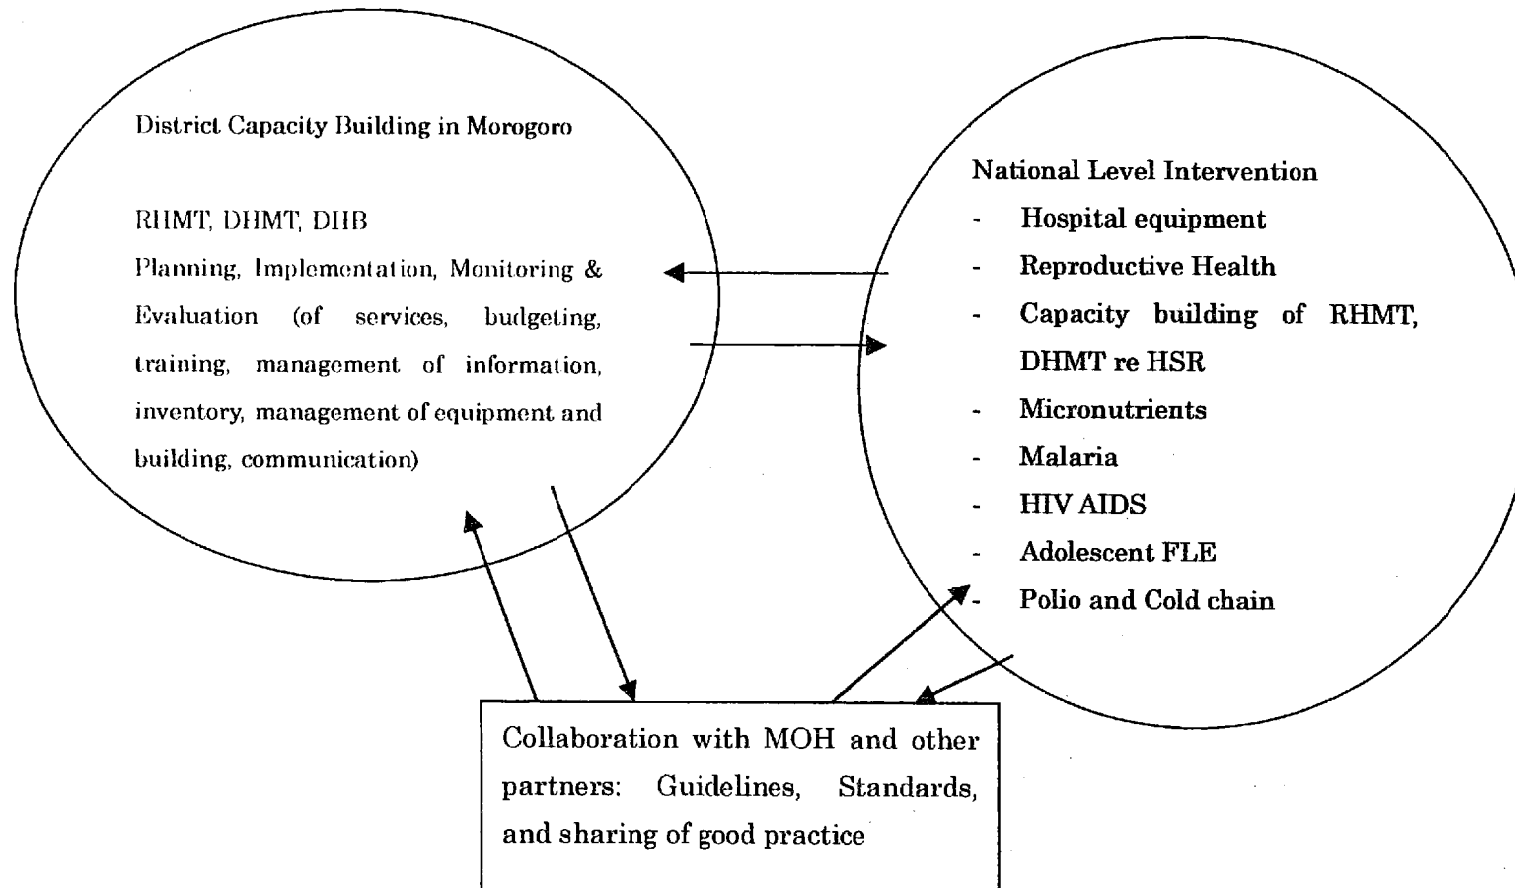 District Capacity Building in Morogoro
RHMT, DHMT, DHB
Planning, Implementation, Monitoring &
Evaluation (of services, budgeting,
training, management of information,
inventory, management of equipment and
building, communication)
National Level Intervention
- Hospital equipment
- Reproductive Health
- Capacity building of RHMT,
DHMT re HSR
- Micronutrients
- Malaria
- HIV AIDS
- Adolescent FLE
- Polio and Cold chain
Collaboration with MOH and other
partners: Guidelines, Standards,
and sharing of good practice